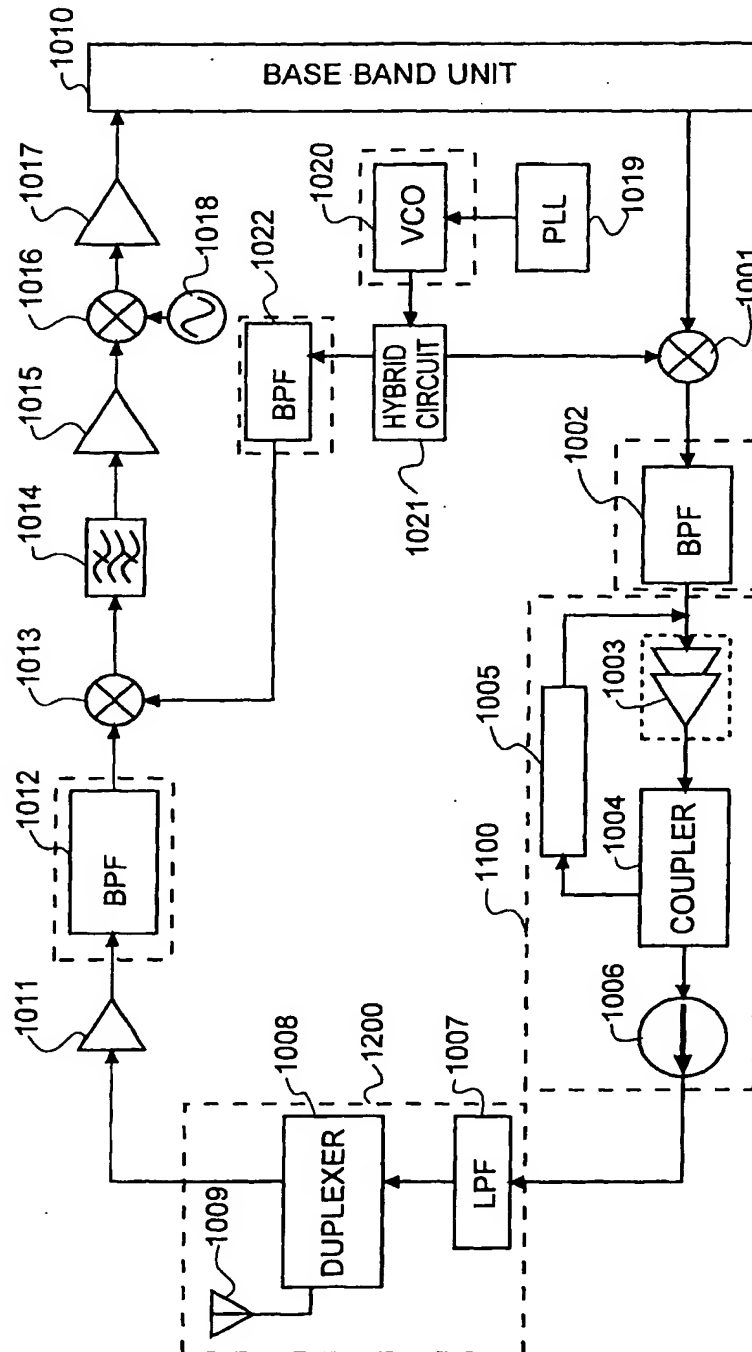 1010
BASE BAND UNIT
1017
1016
1018
1015
1014
1013
1012
BPF
1011
1022
BPF
1020
VCO
PLL
1019
HYBRID
CIRCUIT
1021
1001
1002
BPF
1003
1005
1004
COUPLER
1100
1006
1200
1008
DUPLEXER
1007
LPF
1009